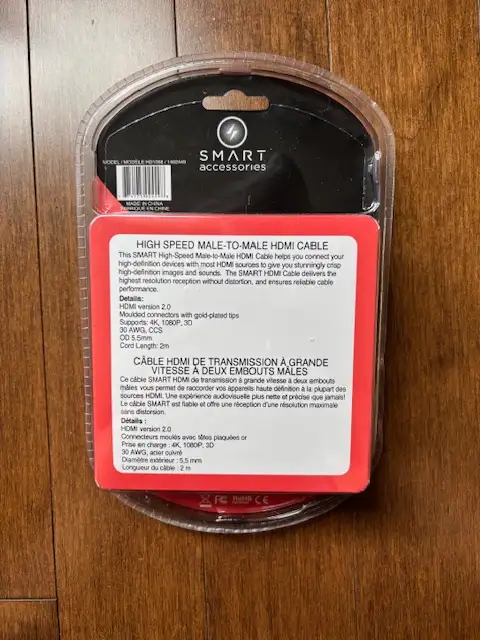 SMART
accessories
MODEL / MODÈLE HD1068 / 1492MB
MADE IN CHINA
FABRIQUÉ EN CHINE
HIGH SPEED MALE-TO-MALE HDMI CABLE
This SMART High-Speed Male-to-Male HDMI Cable helps you connect your
high-definition devices with most HDMI sources to give you stunningly crisp
high-definition images and sounds. The SMART HDMI Cable delivers the
highest resolution reception without distortion, and ensures reliable cable
performance.
Details:
HDMI version 2.0
Moulded connectors with gold-plated tips
Supports: 4K, 1080P, 3D
30 AWG, CCS
OD 5.5mm
Cord Length: 2m
CÂBLE HDMI DE TRANSMISSION À GRANDE
VITESSE À DEUX EMBOUTS MÂLES
Ce câble SMART HDMI de transmission à grande vitesse à deux embouts
mâles vous permet de raccorder vos appareils haute définition à la plupart des
sources HDMI. Une expérience audiovisuelle plus nette et précise que jamais!
Le câble SMART est fiable et offre une réception d'une résolution maximale
sans distorsion.
Détails :
HDMI version 2.0
Connecteurs moulés avec têtes plaquées or
Prise en charge : 4K, 1080P, 3D
30 AWG, acier cuivré
Diamètre extérieur : 5,5 mm
Longueur du câble : 2 m
FC RoHS CE